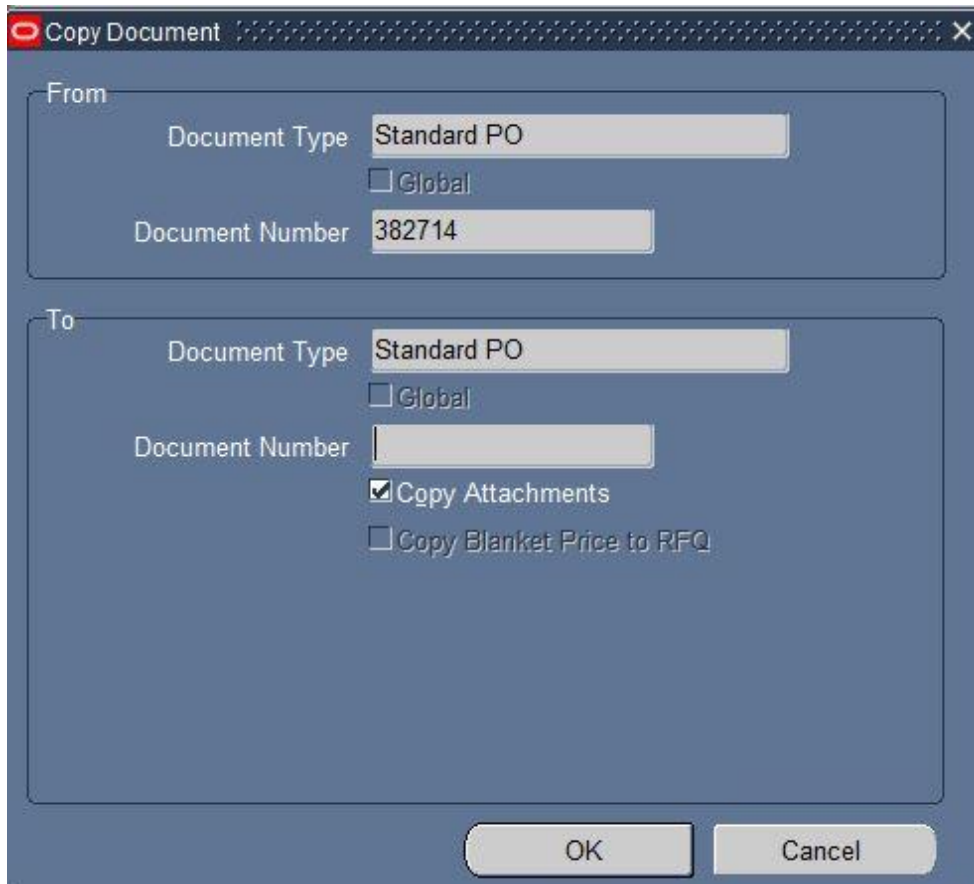 Copy Document
From
Document Type Standard PO
Global
Document Number 382714
To
Document Type Standard PO
Global
Document Number
Copy Attachments
Copy Blanket Price to RFQ
OK Cancel